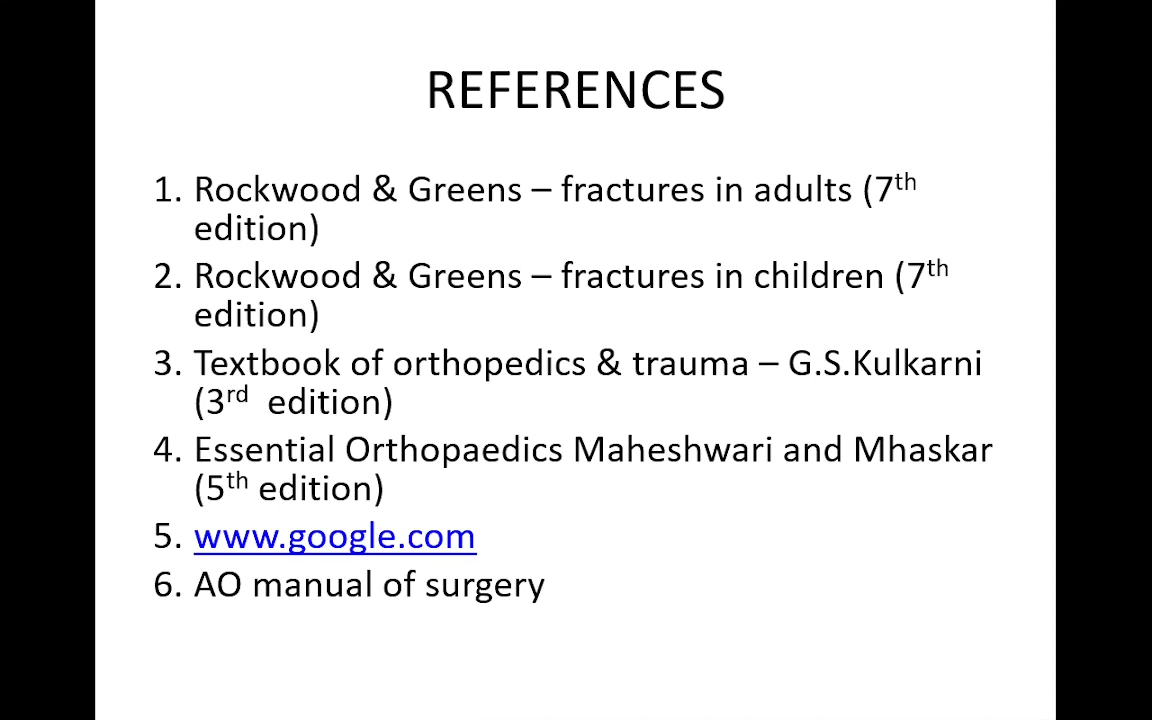 REFERENCES
1. Rockwood & Greens – fractures in adults (7th
edition)
2. Rockwood & Greens – fractures in children (7th
edition)
3. Textbook of orthopedics & trauma – G.S.Kulkarni
(3rd  edition)
4. Essential Orthopaedics Maheshwari and Mhaskar
(5th edition)
5. www.google.com
6. AO manual of surgery